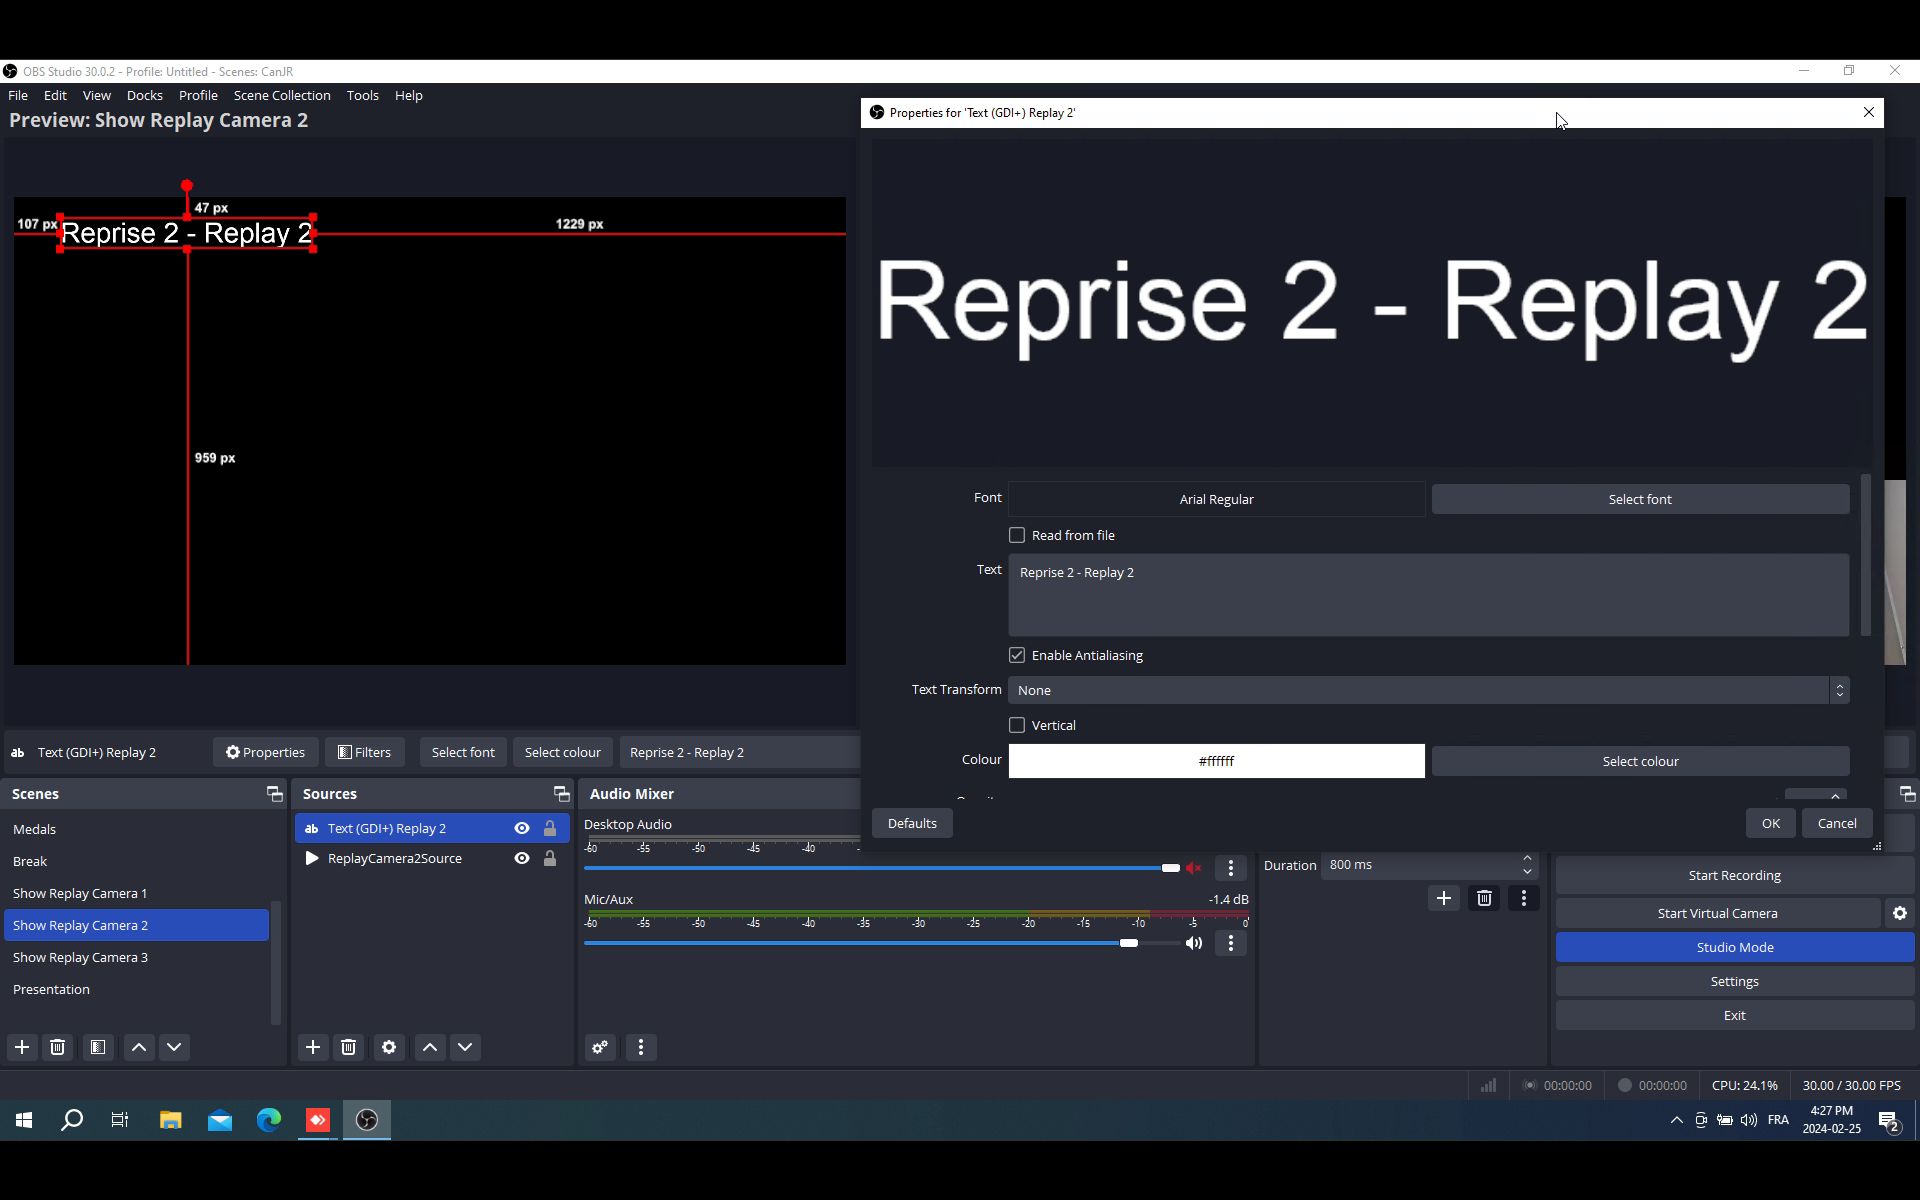 OBS Studio 30.0.2 - Profile: Untitled - Scenes: CanJR
File Edit View Docks Profile Scene Collection Tools Help
Preview: Show Replay Camera 2
47 px
107 px
1229 px
959 px
Reprise 2 - Replay 2
Properties for 'Text (GDI+) Replay 2'
Reprise 2 - Replay 2
Font
Arial Regular
Select font
Read from file
Text
Reprise 2 - Replay 2
Enable Antialiasing
Text Transform
None
Vertical
Colour
#ffffff
Select colour
Defaults
OK
Cancel
ab Text (GDI+) Replay 2
Properties
Filters
Select font
Select colour
Reprise 2 - Replay 2
Scenes
Medals
Break
Show Replay Camera 1
Show Replay Camera 2
Show Replay Camera 3
Presentation
Sources
ab Text (GDI+) Replay 2
ReplayCamera2Source
Audio Mixer
Desktop Audio
-60 -55 -50 -45 -40
Mic/Aux
-1.4 dB
-60 -55 -50 -45 -40 -35 -30 -25 -20 -15 -10 -5 0
Duration
800 ms
Start Recording
Start Virtual Camera
Studio Mode
Settings
Exit
00:00:00
00:00:00
CPU: 24.1%
30.00 / 30.00 FPS
FRA
4:27 PM
2024-02-25
2